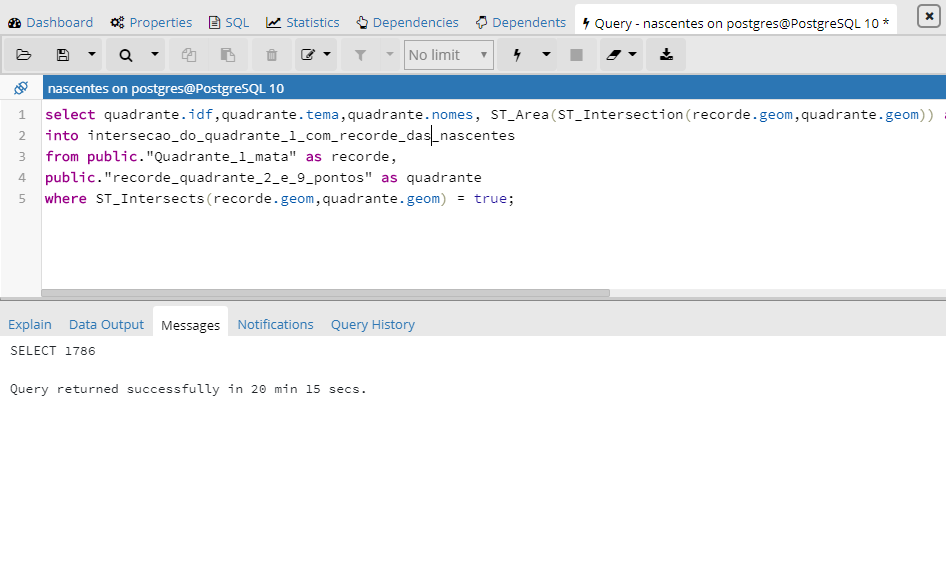 Dashboard Properties SQL Statistics Dependencies Dependents Query - nascentes on postgres@PostgreSQL 10 *
No limit
nascentes on postgres@PostgreSQL 10
1 select quadrante.idf,quadrante.tema,quadrante.nomes, ST_Area(ST_Intersection(recorde.geom,quadrante.geom))
2 into intersecao_do_quadrante_1_com_recorde_das_nascentes
3 from public."Quadrante_1_mata" as recorde,
4 public."recorde_quadrante_2_e_9_pontos" as quadrante
5 where ST_Intersects(recorde.geom,quadrante.geom) = true;
Explain Data Output Messages Notifications Query History
SELECT 1786
Query returned successfully in 20 min 15 secs.